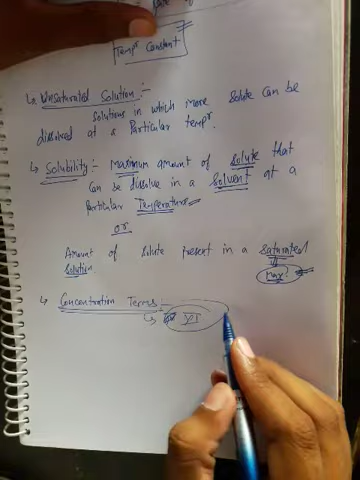 of
Temp^r Constant
↳ Unsaturated Solution :-
Solutions in which more solute can be
dissolved at a Particular temp^r.
↳ Solubility :- Maximum amount of solute that
Can be dissolve in a Solvent at a
Particular Temperature
or
Amount of solute present in a saturated
Solution
Max^m
↳ Concentration Terms :-